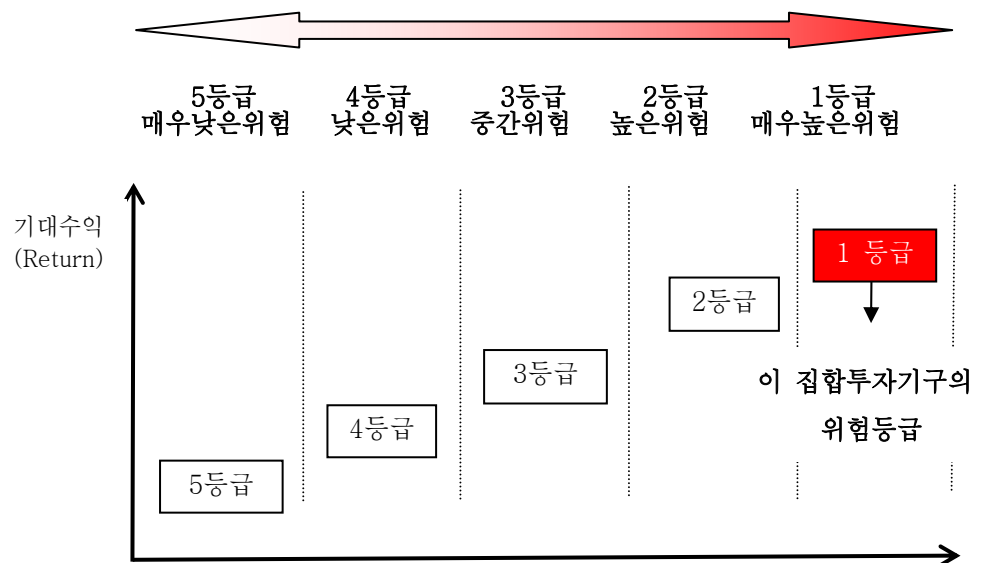 5등급 4등급 3등급 2등급 1등급
매우낮은위험 낮은위험 중간위험 높은위험 매우높은위험
기대수익
(Return)
1 등급
2등급
3등급
이 집합투자기구의
위험등급
4등급
5등급